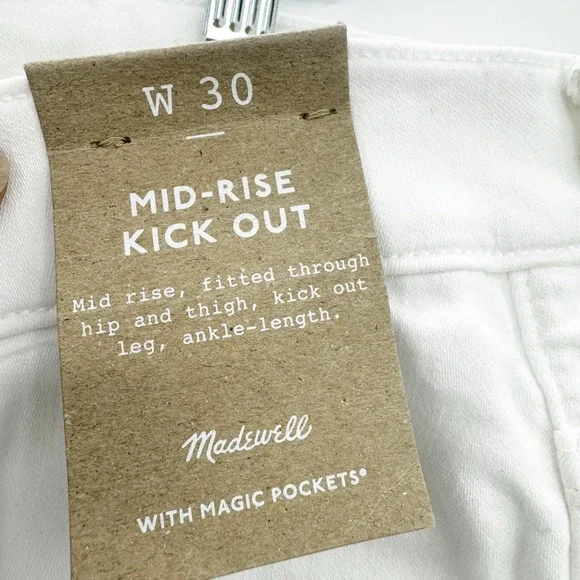 W 30
MID-RISE
KICK OUT
Mid rise, fitted through
hip and thigh, kick out
leg, ankle-length.
Madewell
WITH MAGIC POCKETS®